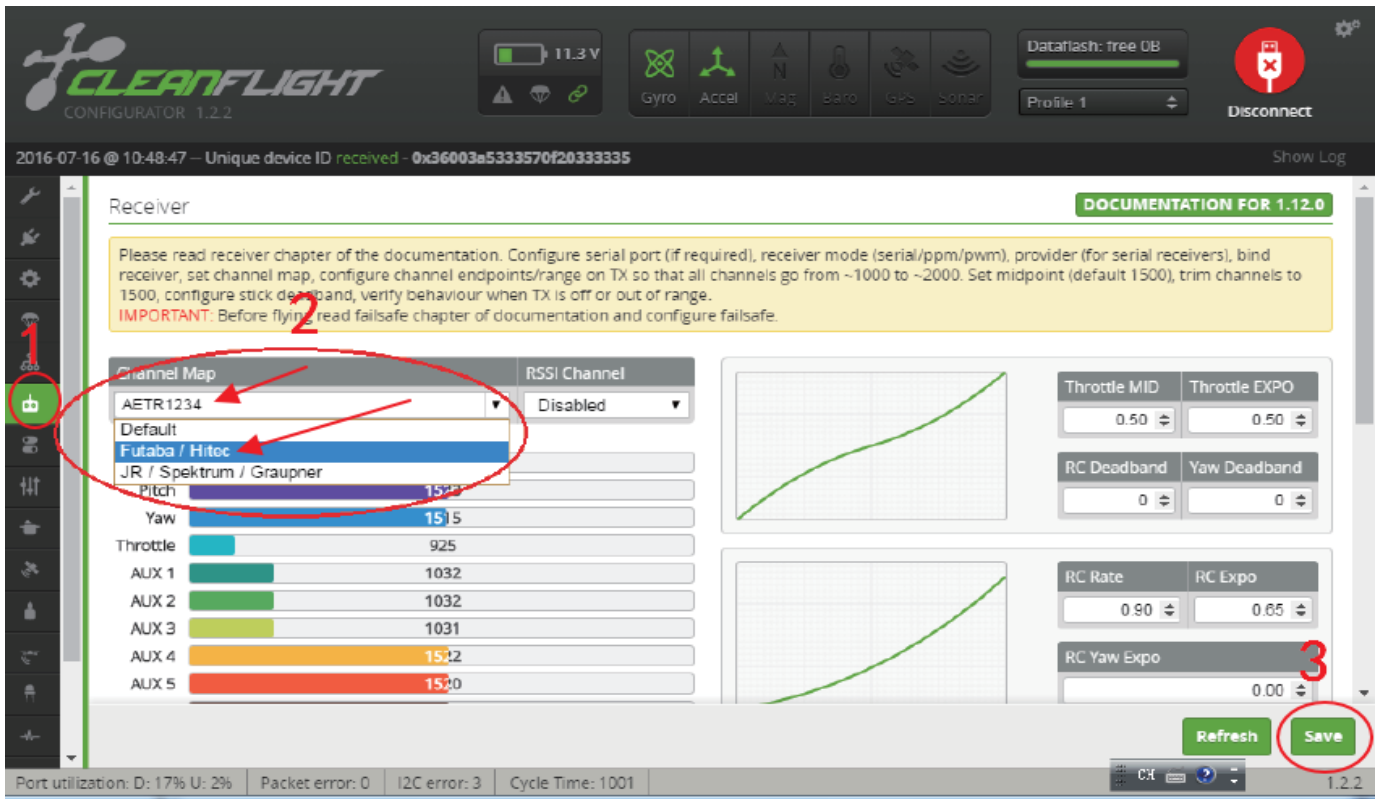 CLEANFLIGHT
CONFIGURATOR 1.2.2
11.3 V
Gyro Accel Mag Baro GPS Sonar
Dataflash: free 0B
Profile 1
Disconnect
2016-07-16 @ 10:48:47 -- Unique device ID received - 0x36003a5333570f20333335
Show Log
Receiver
DOCUMENTATION FOR 1.12.0
Please read receiver chapter of the documentation. Configure serial port (if required), receiver mode (serial/ppm/pwm), provider (for serial receivers), bind
receiver, set channel map, configure channel endpoints/range on TX so that all channels go from ~1000 to ~2000. Set midpoint (default 1500), trim channels to
1500, configure stick deadband, verify behaviour when TX is off or out of range.
IMPORTANT: Before flying read failsafe chapter of documentation and configure failsafe.
1
2
Channel Map
RSSI Channel
AETR1234
Disabled
Default
Futaba / Hitec
JR / Spektrum / Graupner
Pitch
Yaw 1515
Throttle 925
AUX 1 1032
AUX 2 1032
AUX 3 1031
AUX 4 1522
AUX 5 1520
Throttle MID Throttle EXPO
0.50 0.50
RC Deadband Yaw Deadband
0 0
RC Rate RC Expo
0.90 0.65
RC Yaw Expo
0.00
3
Refresh Save
CH
Port utilization: D: 17% U: 2% Packet error: 0 I2C error: 3 Cycle Time: 1001
1.2.2